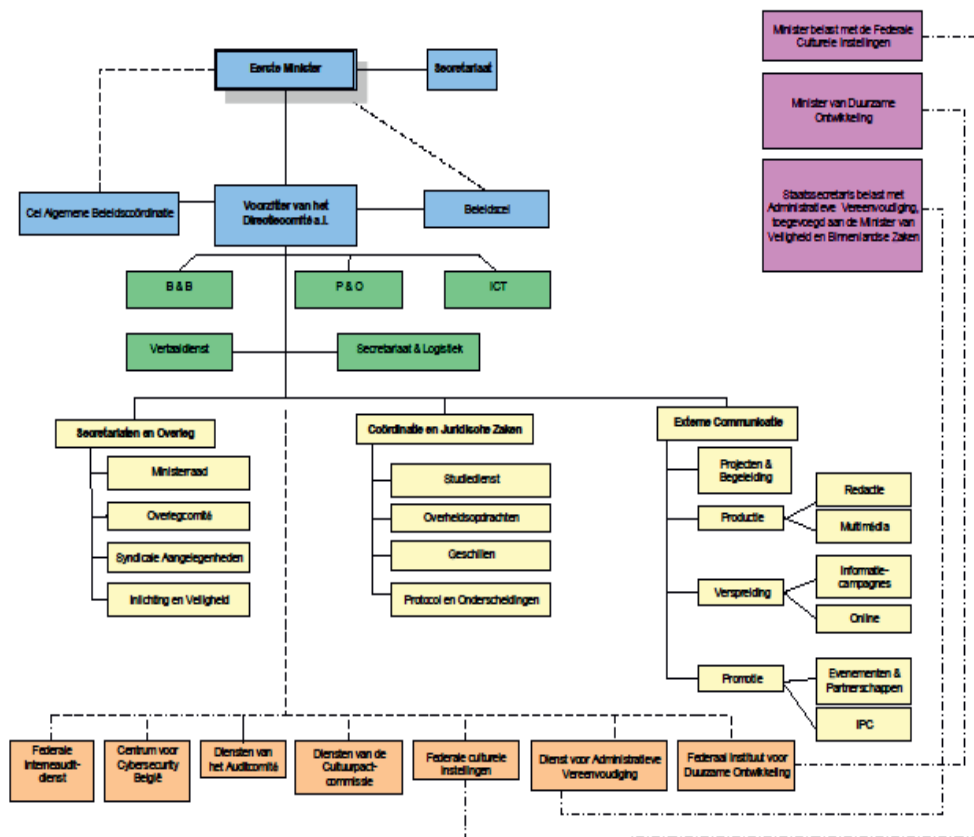 Minister belast met de Federale
Culturele Instellingen
Eerste Minister
Secretariaat
Minister van Duurzame
Ontwikkeling
Staatssecretaris belast met
Administratieve Vereenvoudiging,
toegevoegd aan de Minister van
Veiligheid en Binnenlandse Zaken
Cel Algemene Beleidscoördinatie
Voorzitter van het
Directiecomité a.i.
Beleidscel
B & B
P & O
ICT
Vertaaldienst
Secretariaat & Logistiek
Secretariaten en Overleg
Coördinatie en Juridische Zaken
Externe Communicatie
Ministerraad
Overlegcomité
Syndicale Aangelegenheden
Inlichting en Veiligheid
Studiedienst
Overheidsopdrachten
Geschillen
Protocol en Onderscheidingen
Projecten &
Begeleiding
Productie
Redactie
Multimédia
Verspreiding
Informatie-
campagnes
Online
Promotie
Evenementen &
Partnerschappen
IPC
Federale
Interneaudit-
dienst
Centrum voor
Cybersecurity
België
Diensten van
het Auditcomité
Diensten van de
Cultuurpact-
commissie
Federale culturele
Instellingen
Dienst voor Administratieve
Vereenvoudiging
Federaal Instituut voor
Duurzame Ontwikkeling